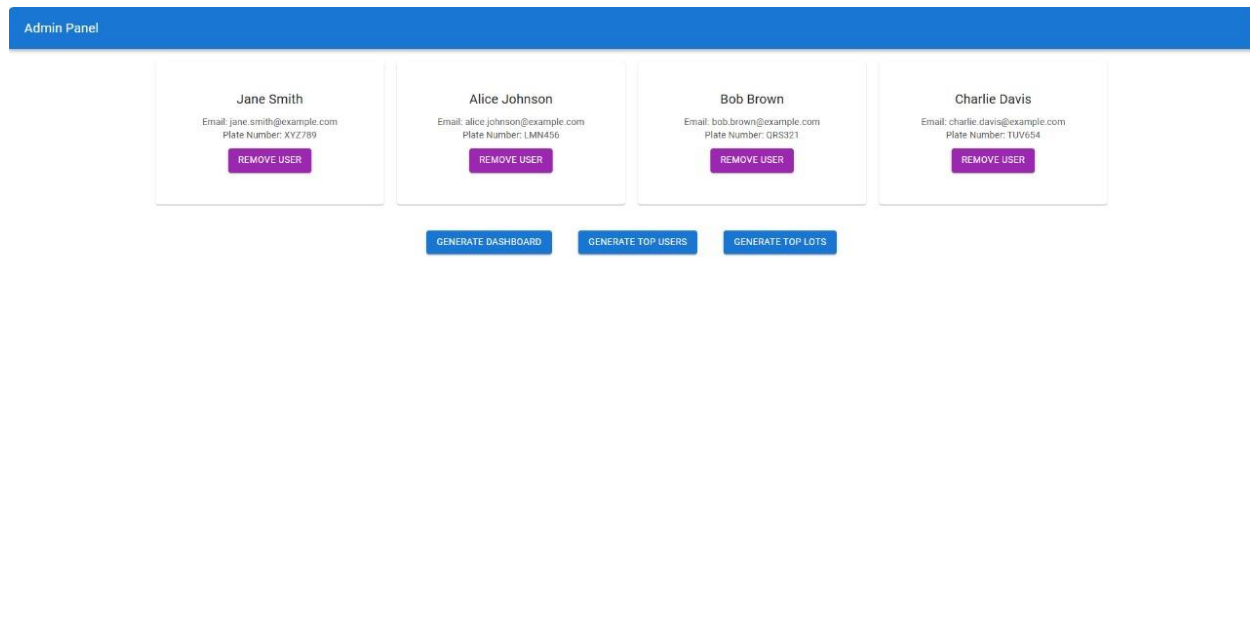 Admin Panel
Jane Smith
Email: jane.smith@example.com
Plate Number: XYZ789
REMOVE USER
Alice Johnson
Email: alice.johnson@example.com
Plate Number: LMN456
REMOVE USER
Bob Brown
Email: bob.brown@example.com
Plate Number: QRS321
REMOVE USER
Charlie Davis
Email: charlie.davis@example.com
Plate Number: TUV654
REMOVE USER
GENERATE DASHBOARD
GENERATE TOP USERS
GENERATE TOP LOTS